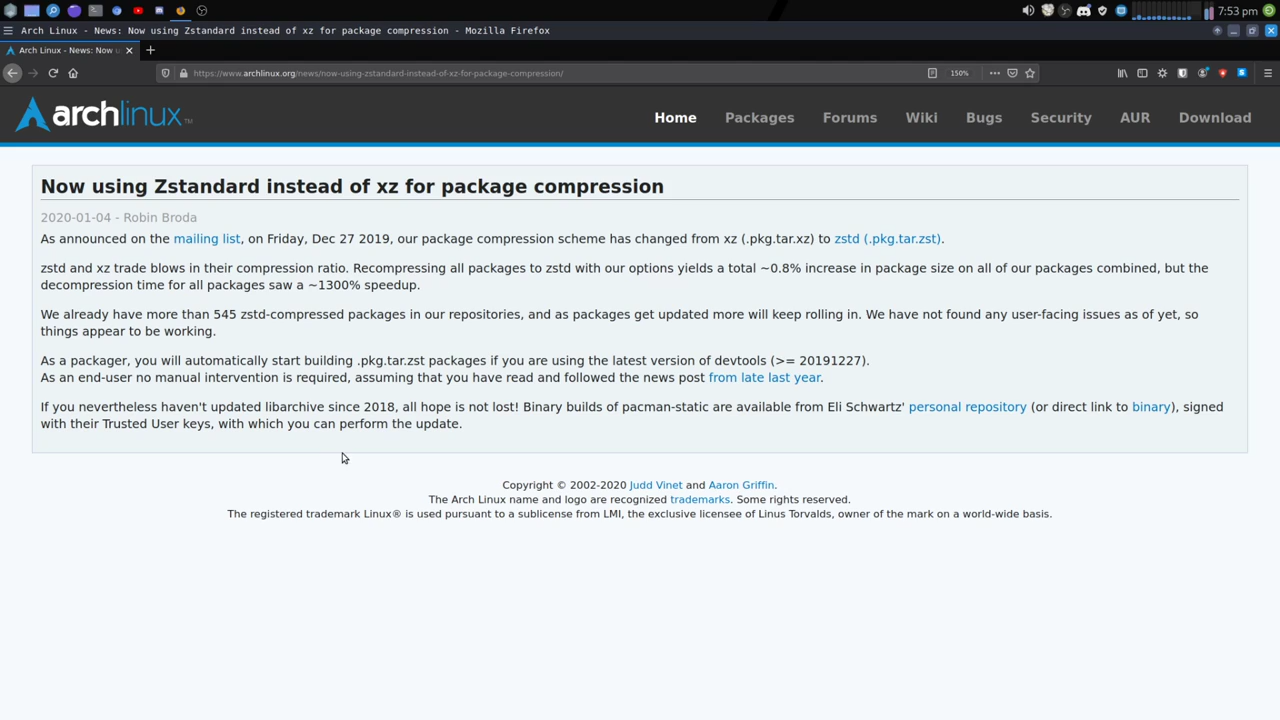 7:53 pm
Arch Linux - News: Now using Zstandard instead of xz for package compression - Mozilla Firefox
Arch Linux - News: Now u
https://www.archlinux.org/news/now-using-zstandard-instead-of-xz-for-package-compression/
150%
archlinux™
Home Packages Forums Wiki Bugs Security AUR Download
Now using Zstandard instead of xz for package compression
2020-01-04 - Robin Broda
As announced on the mailing list, on Friday, Dec 27 2019, our package compression scheme has changed from xz (.pkg.tar.xz) to zstd (.pkg.tar.zst).
zstd and xz trade blows in their compression ratio. Recompressing all packages to zstd with our options yields a total ~0.8% increase in package size on all of our packages combined, but the
decompression time for all packages saw a ~1300% speedup.
We already have more than 545 zstd-compressed packages in our repositories, and as packages get updated more will keep rolling in. We have not found any user-facing issues as of yet, so
things appear to be working.
As a packager, you will automatically start building .pkg.tar.zst packages if you are using the latest version of devtools (>= 20191227).
As an end-user no manual intervention is required, assuming that you have read and followed the news post from late last year.
If you nevertheless haven't updated libarchive since 2018, all hope is not lost! Binary builds of pacman-static are available from Eli Schwartz' personal repository (or direct link to binary), signed
with their Trusted User keys, with which you can perform the update.
Copyright © 2002-2020 Judd Vinet and Aaron Griffin.
The Arch Linux name and logo are recognized trademarks. Some rights reserved.
The registered trademark Linux® is used pursuant to a sublicense from LMI, the exclusive licensee of Linus Torvalds, owner of the mark on a world-wide basis.